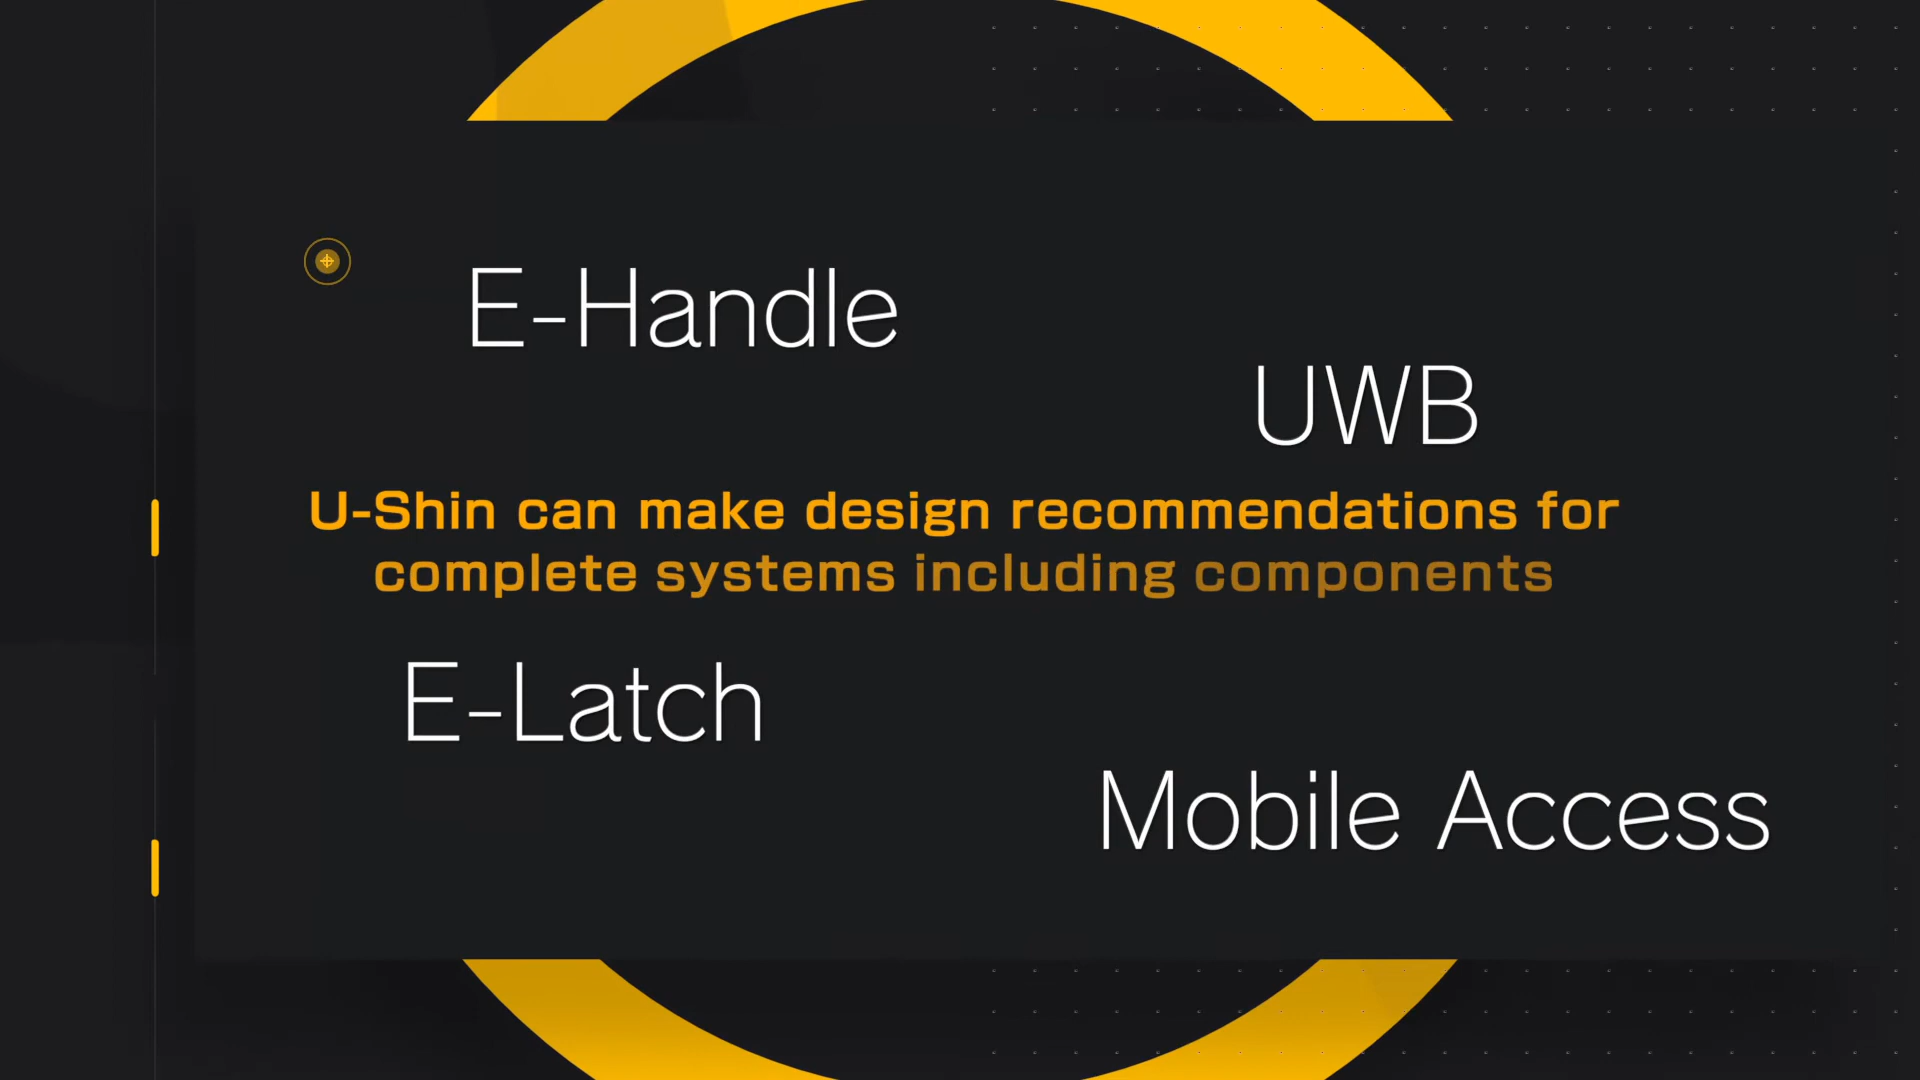 E-Handle
UWB
U-Shin can make design recommendations for
complete systems including components
E-Latch
Mobile Access